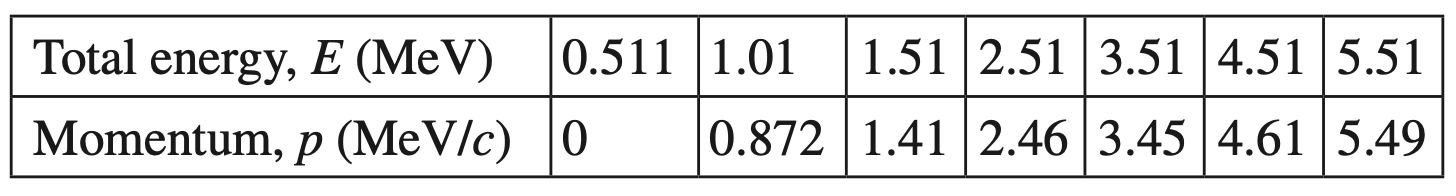 Total energy, E (MeV) 0.511 1.01 1.51 2.51 3.51 4.51 5.51
Momentum, p (MeV/c) 0 0.872 1.41 2.46 3.45 4.61 5.49